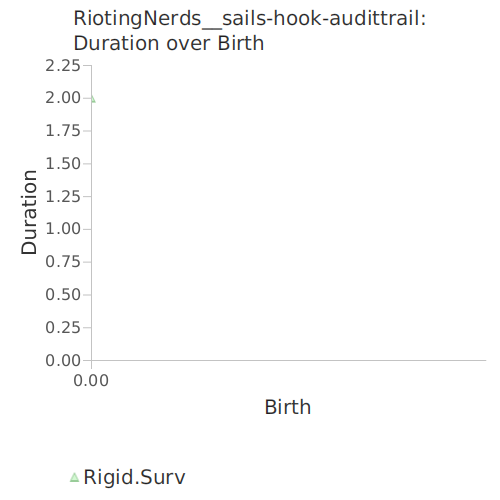 RiotingNerds__sails-hook-audittrail:
Duration over Birth
2.25
2.00
1.75
1.50
1.25
1.00
0.75
0.50
0.25
0.00
Duration
0.00
Birth
Rigid.Surv